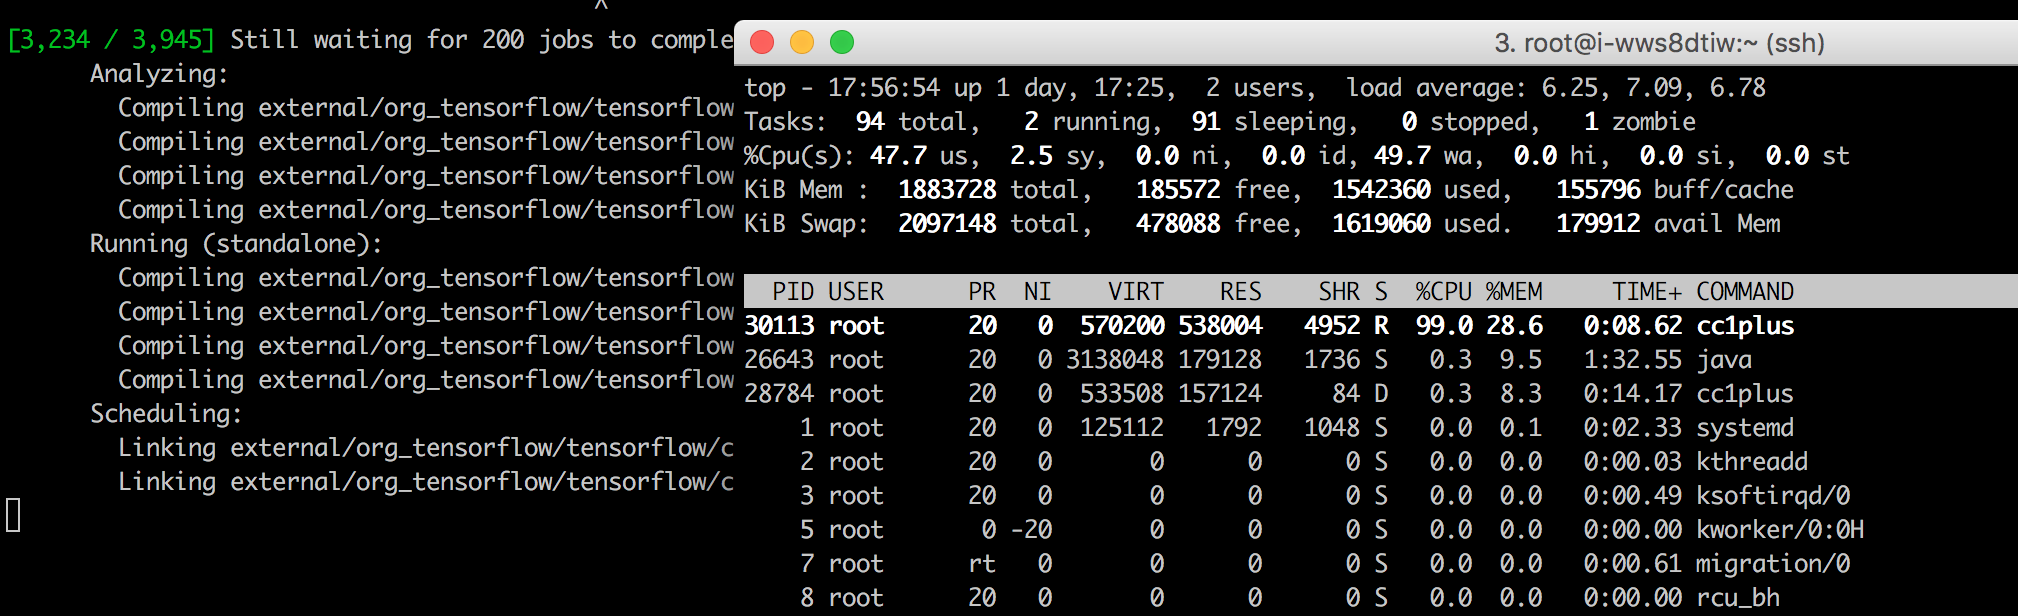 ^
[3,234 / 3,945] Still waiting for 200 jobs to comple
Analyzing:
Compiling external/org_tensorflow/tensorflow
Compiling external/org_tensorflow/tensorflow
Compiling external/org_tensorflow/tensorflow
Compiling external/org_tensorflow/tensorflow
Running (standalone):
Compiling external/org_tensorflow/tensorflow
Compiling external/org_tensorflow/tensorflow
Compiling external/org_tensorflow/tensorflow
Compiling external/org_tensorflow/tensorflow
Scheduling:
Linking external/org_tensorflow/tensorflow/c
Linking external/org_tensorflow/tensorflow/c
3. root@i-wws8dtiw:~ (ssh)
top - 17:56:54 up 1 day, 17:25,  2 users,  load average: 6.25, 7.09, 6.78
Tasks:  94 total,   2 running,  91 sleeping,   0 stopped,   1 zombie
%Cpu(s): 47.7 us,  2.5 sy,  0.0 ni,  0.0 id, 49.7 wa,  0.0 hi,  0.0 si,  0.0 st
KiB Mem :  1883728 total,   185572 free,  1542360 used,   155796 buff/cache
KiB Swap:  2097148 total,   478088 free,  1619060 used.   179912 avail Mem
PID USER      PR  NI    VIRT    RES    SHR S  %CPU %MEM     TIME+ COMMAND
30113 root      20   0  570200 538004   4952 R  99.0 28.6   0:08.62 cc1plus
26643 root      20   0 3138048 179128   1736 S   0.3  9.5   1:32.55 java
28784 root      20   0  533508 157124     84 D   0.3  8.3   0:14.17 cc1plus
1 root      20   0  125112   1792   1048 S   0.0  0.1   0:02.33 systemd
2 root      20   0       0      0      0 S   0.0  0.0   0:00.03 kthreadd
3 root      20   0       0      0      0 S   0.0  0.0   0:00.49 ksoftirqd/0
5 root       0 -20       0      0      0 S   0.0  0.0   0:00.00 kworker/0:0H
7 root      rt   0       0      0      0 S   0.0  0.0   0:00.61 migration/0
8 root      20   0       0      0      0 S   0.0  0.0   0:00.00 rcu_bh